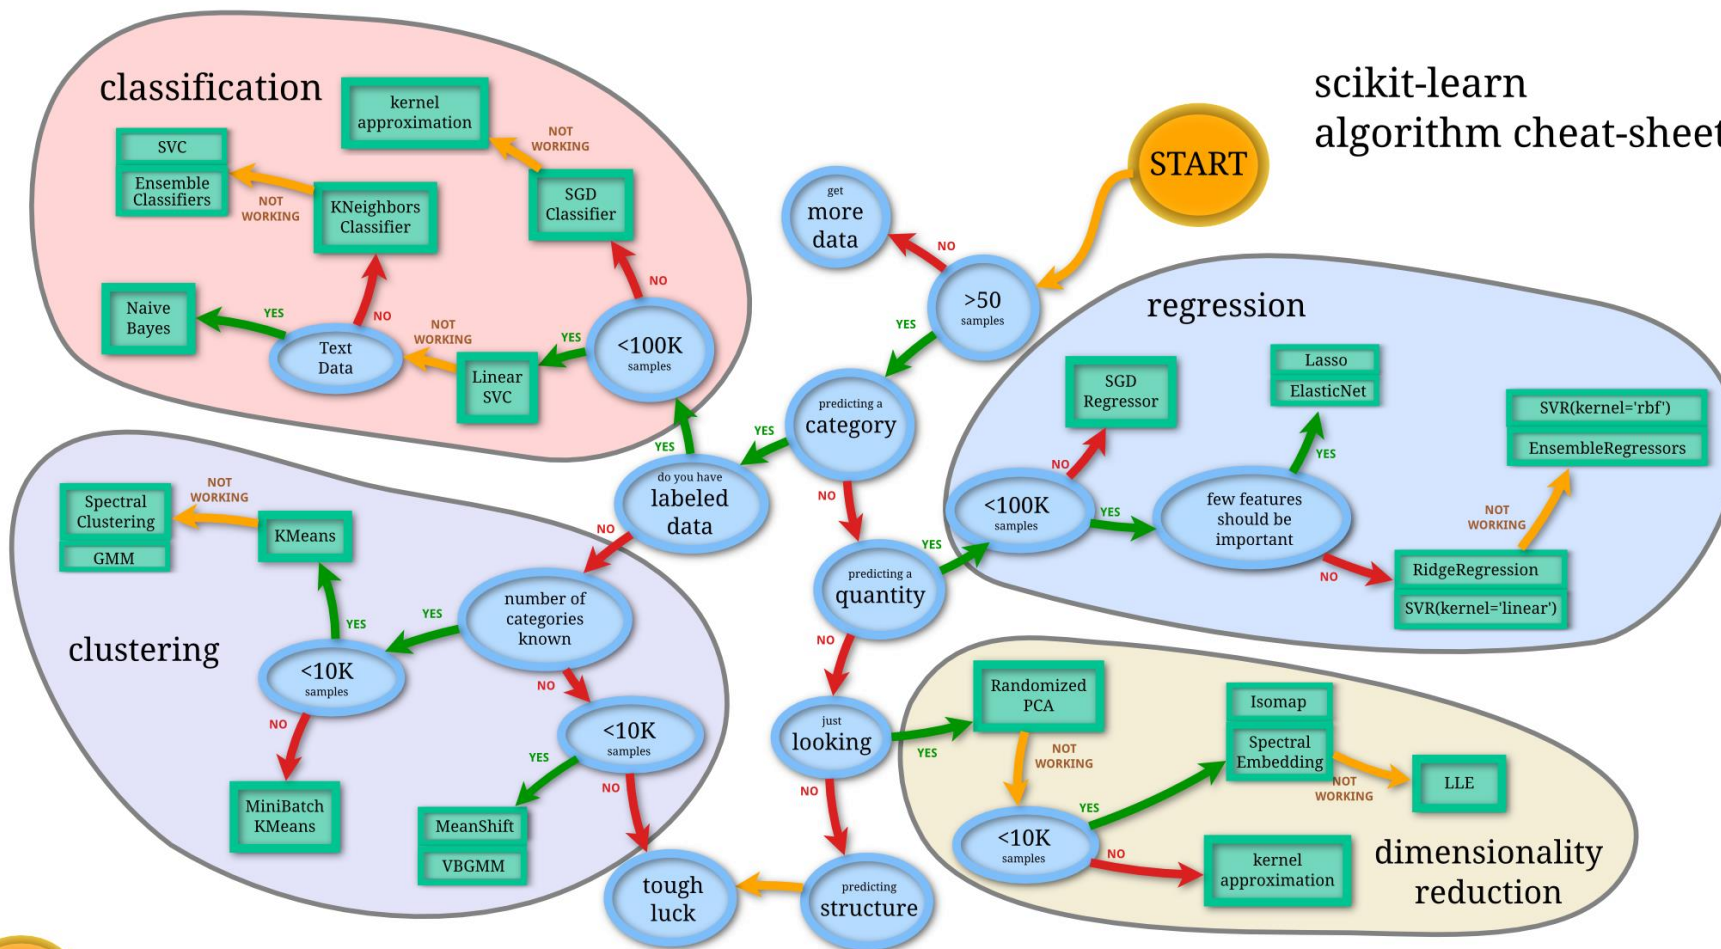 scikit-learn
algorithm cheat-sheet
START
get
more
data
NO
>50
samples
YES
predicting a
category
YES
NO
do you have
labeled
data
YES
NO
predicting a
quantity
YES
NO
just
looking
YES
NO
predicting
structure
tough
luck
classification
kernel
approximation
NOT
WORKING
SVC
Ensemble
Classifiers
NOT
WORKING
KNeighbors
Classifier
SGD
Classifier
NO
Naive
Bayes
YES
NO
Text
Data
NOT
WORKING
Linear
SVC
YES
<100K
samples
regression
SGD
Regressor
Lasso
ElasticNet
SVR(kernel='rbf')
EnsembleRegressors
NO
YES
<100K
samples
YES
few features
should be
important
NOT
WORKING
NO
RidgeRegression
SVR(kernel='linear')
clustering
Spectral
Clustering
GMM
NOT
WORKING
KMeans
YES
number of
categories
known
YES
<10K
samples
NO
NO
MiniBatch
KMeans
<10K
samples
YES
NO
MeanShift
VBGMM
dimensionality
reduction
Randomized
PCA
NOT
WORKING
Isomap
Spectral
Embedding
NOT
WORKING
LLE
YES
<10K
samples
NO
kernel
approximation